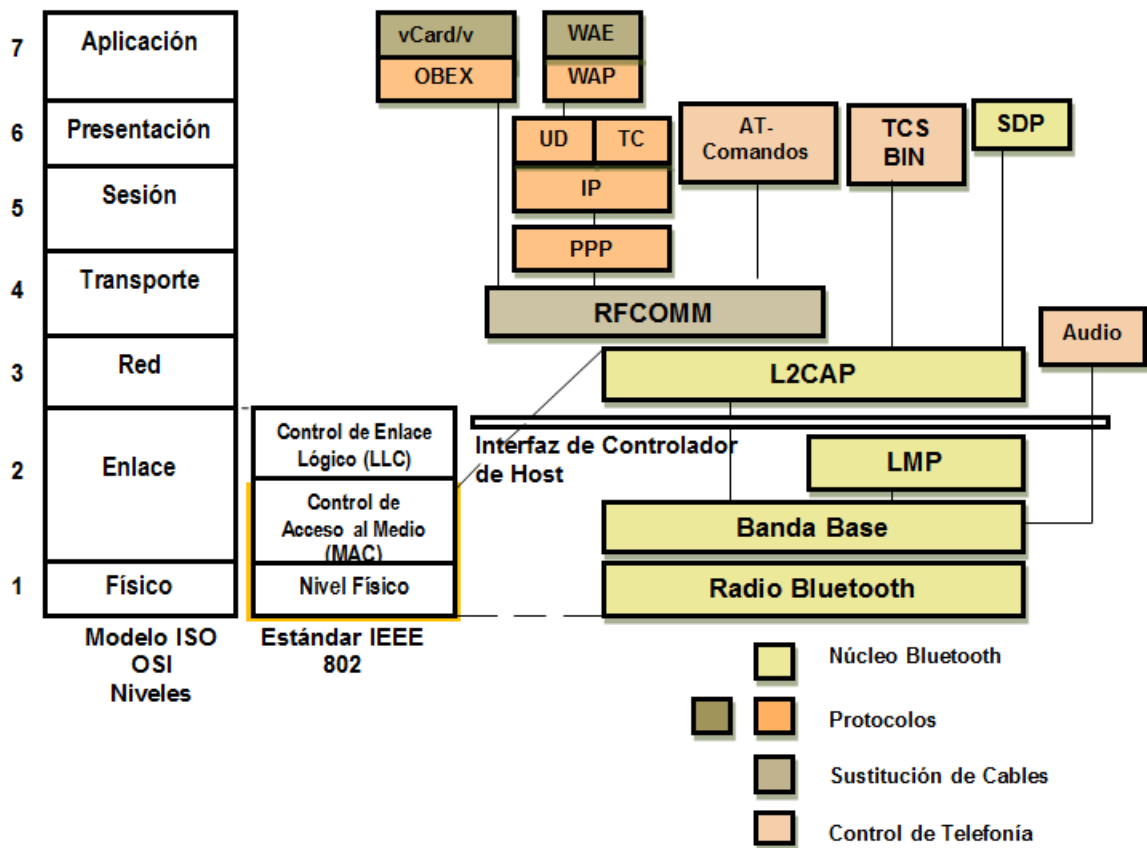 7
Aplicación
6
Presentación
5
Sesión
4
Transporte
3
Red
2
Enlace
1
Físico
Modelo ISO
OSI
Niveles
Control de Enlace
Lógico (LLC)
Control de
Acceso al Medio
(MAC)
Nivel Físico
Estándar IEEE
802
vCard/v
OBEX
WAE
WAP
UD
TC
IP
PPP
AT-
Comandos
TCS
BIN
SDP
RFCOMM
Audio
L2CAP
Interfaz de Controlador
de Host
LMP
Banda Base
Radio Bluetooth
Núcleo Bluetooth
Protocolos
Sustitución de Cables
Control de Telefonía